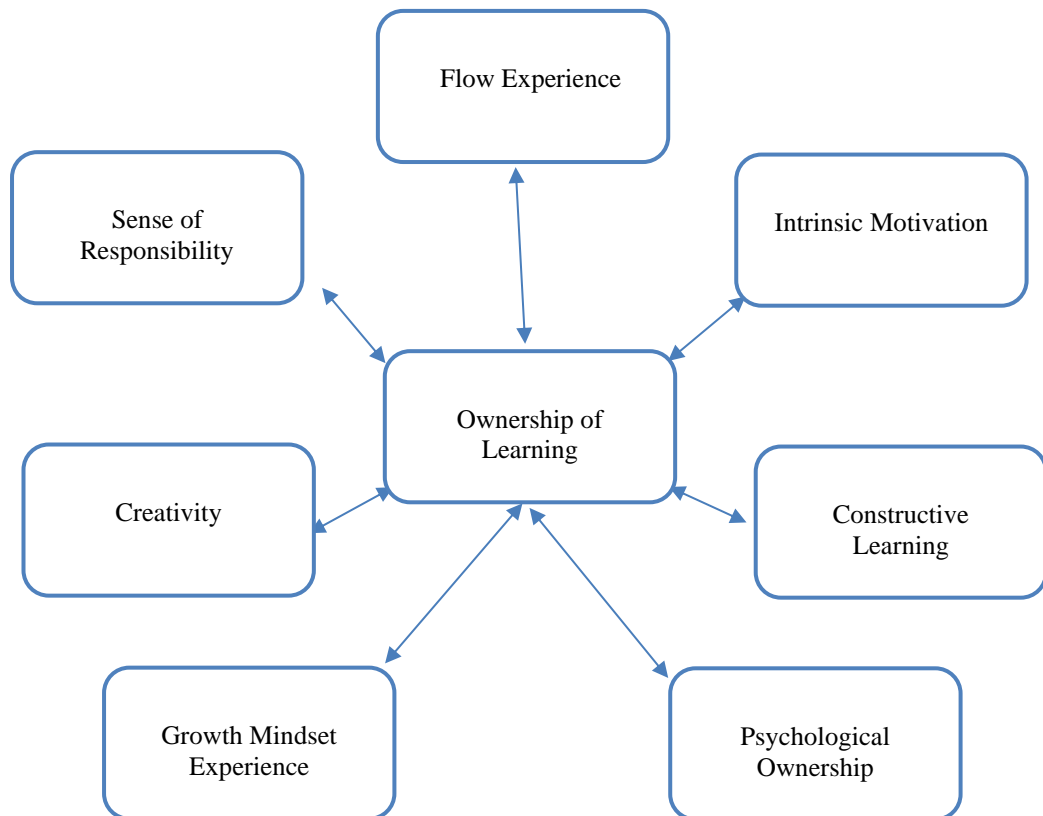 Flow Experience
Sense of
Responsibility
Intrinsic Motivation
Ownership of
Learning
Creativity
Constructive
Learning
Growth Mindset
Experience
Psychological
Ownership